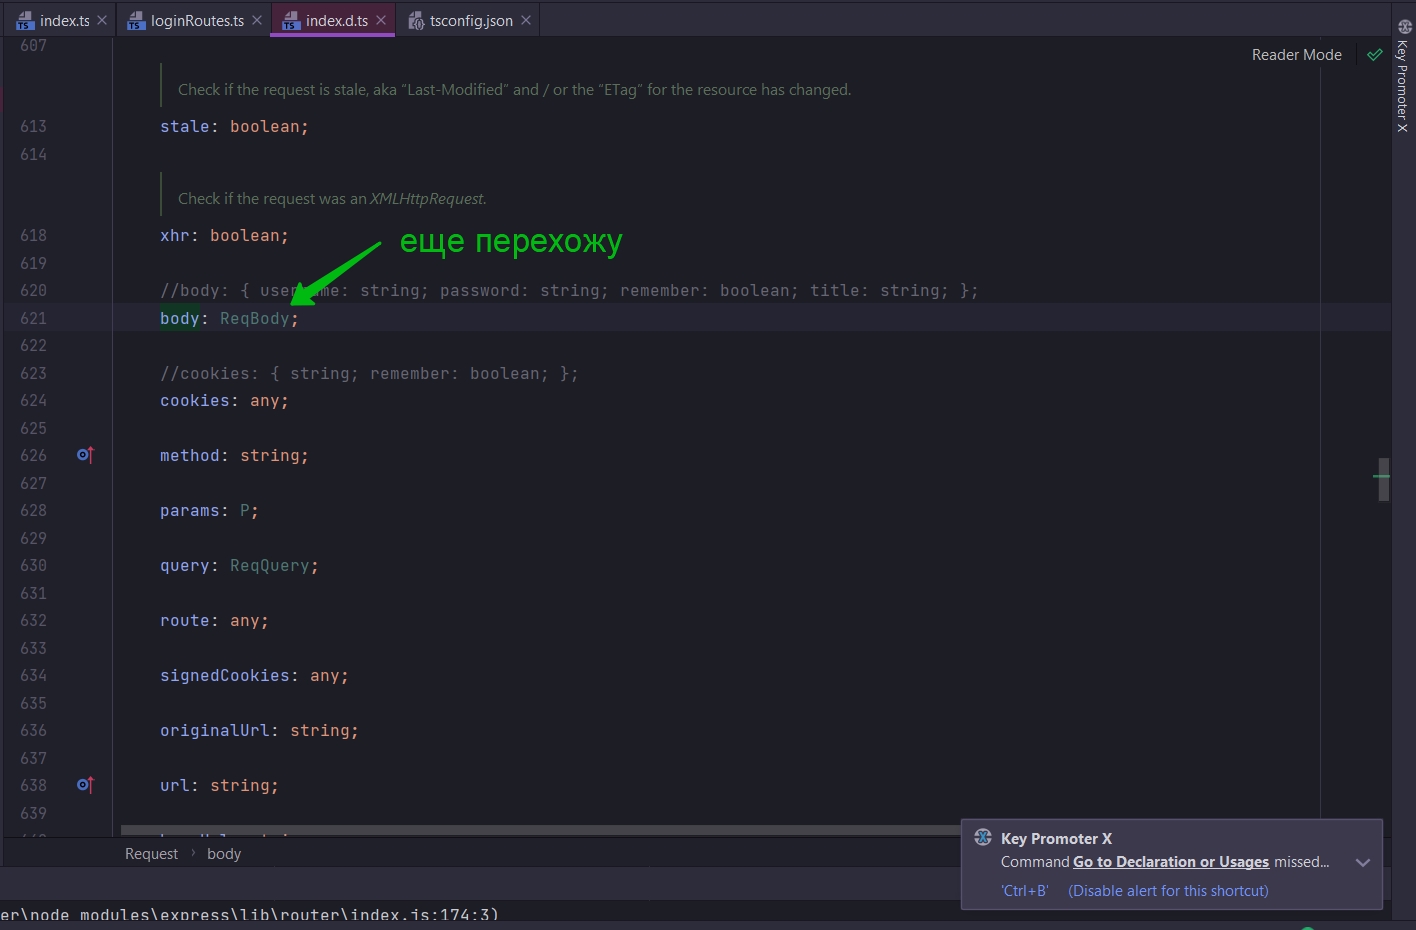 index.ts
loginRoutes.ts
index.d.ts
tsconfig.json
Key Promoter X
607
Reader Mode
Check if the request is stale, aka “Last-Modified” and / or the “ETag” for the resource has changed.
613 stale: boolean;
614
Check if the request was an XMLHttpRequest.
618 xhr: boolean;
еще перехожу
619
620 //body: { username: string; password: string; remember: boolean; title: string; };
621 body: ReqBody;
622
623 //cookies: { string; remember: boolean; };
624 cookies: any;
625
626 method: string;
627
628 params: P;
629
630 query: ReqQuery;
631
632 route: any;
633
634 signedCookies: any;
635
636 originalUrl: string;
637
638 url: string;
639
Request › body
Key Promoter X
Command Go to Declaration or Usages missed...
'Ctrl+B' (Disable alert for this shortcut)
er\node_modules\express\lib\router\index.js:174:3)